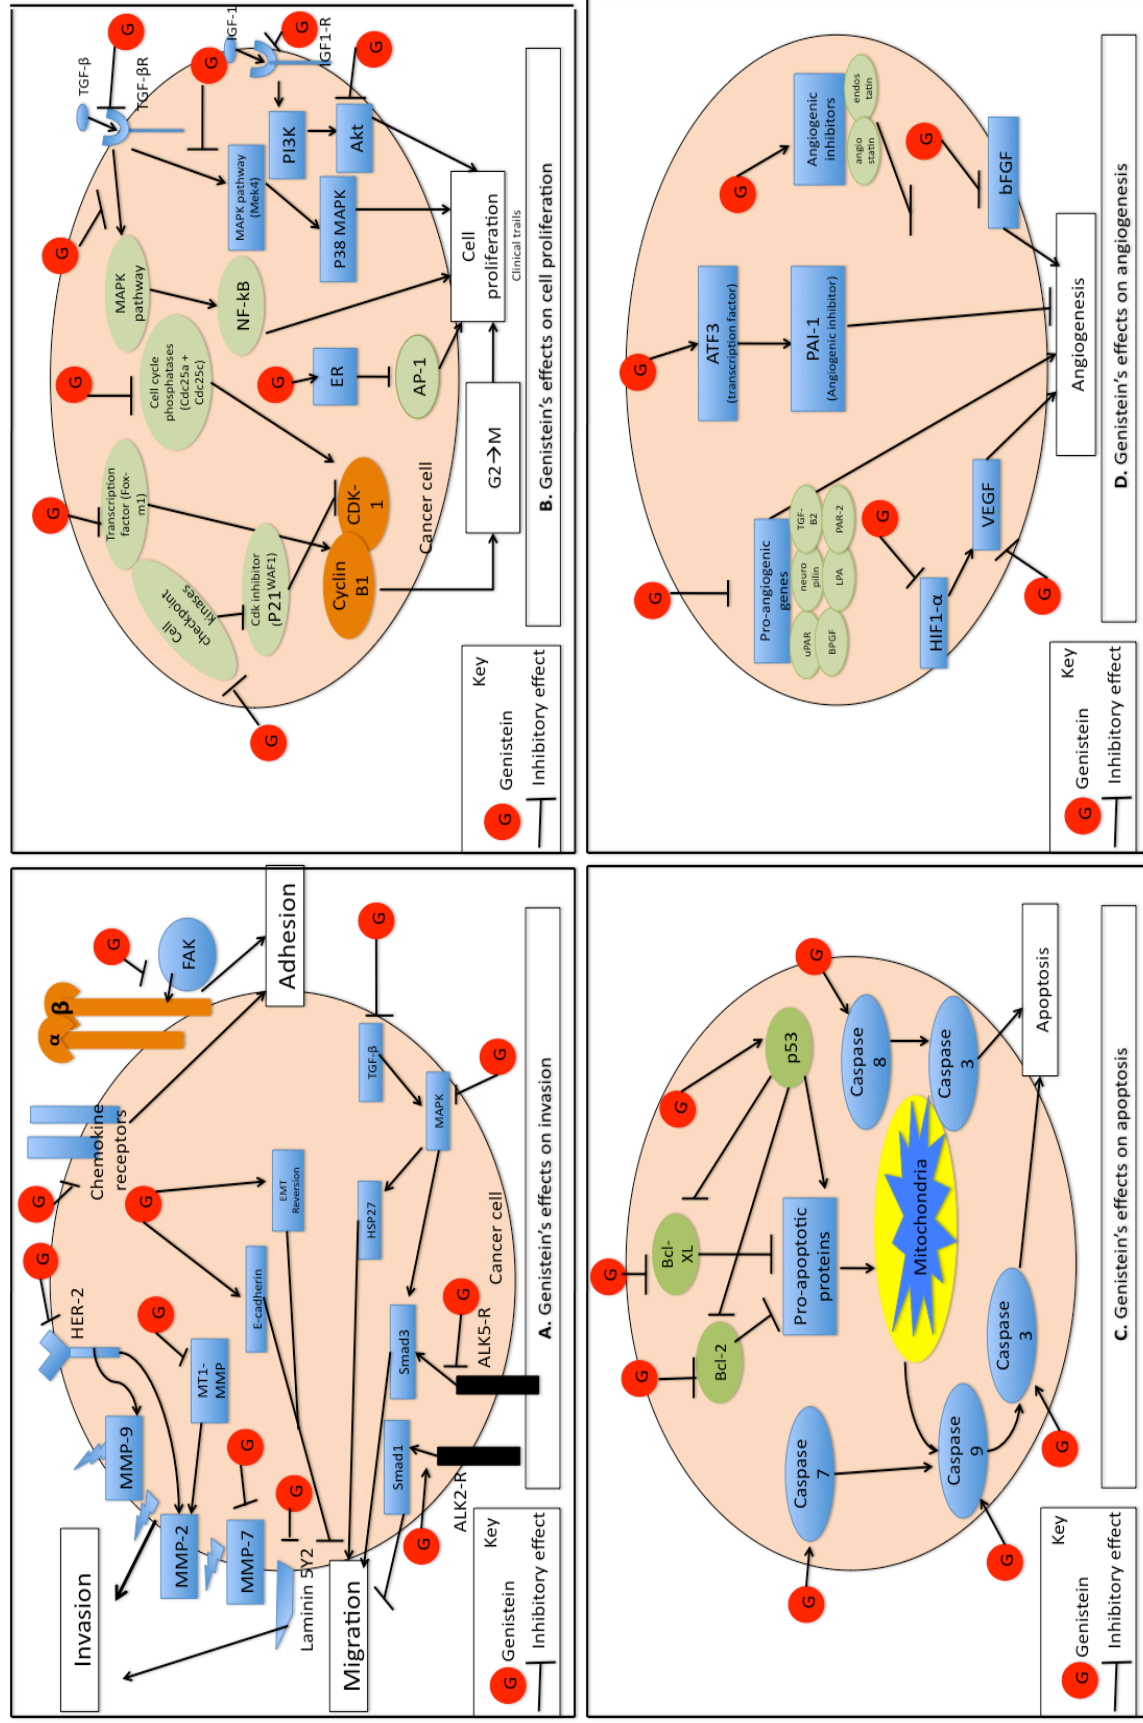 Invasion
MMP-9
MMP-2
MMP-7
MT1-
MMP
HER-2
G
G
G
G
G
G
Chemokine
receptors
α
β
FAK
G
Adhesion
Laminin 5Y2
E-cadherin
EMT
Reversion
Migration
HSP27
TGF-β
G
MAPK
G
Smad1
Smad3
G
G
ALK2-R
ALK5-R
Cancer cell
Key
G
Genistein
Inhibitory effect
A. Genistein's effects on invasion
G
G
G
G
G
G
G
G
G
TGF-β
TGF-βR
IGF-1
IGF1-R
Cell
checkpoint
kinases
Transcription
factor (Fox-
m1)
Cell cycle
phosphatases
(Cdc25a +
Cdc25c)
MAPK
pathway
NF-kB
MAPK pathway
(Mek4)
PI3K
Akt
P38 MAPK
Cdk inhibitor
(P21WAF1)
Cyclin
B1
CDK-
1
ER
AP-1
Cancer cell
G2→M
Cell
proliferation
Clinical trails
Key
G
Genistein
Inhibitory effect
B. Genistein's effects on cell proliferation
G
G
G
G
Bcl-2
Bcl-
XL
p53
Pro-apoptotic
proteins
Caspase
7
Caspase
8
Caspase
3
Mitochondria
Caspase
9
Caspase
3
G
G
G
Apoptosis
Key
G
Genistein
Inhibitory effect
C. Genistein's effects on apoptosis
G
G
G
G
G
G
Pro-angiogenic
genes
uPAR
neuro
pilin
TGF-
B2
BPGF
LPA
PAR-2
ATF3
(transcription factor)
PAI-1
(Angiogenic inhibitor)
Angiogenic
inhibitors
angio
statin
endos
tatin
HIF1-α
VEGF
bFGF
G
Angiogenesis
Key
G
Genistein
Inhibitory effect
D. Genistein's effects on angiogenesis